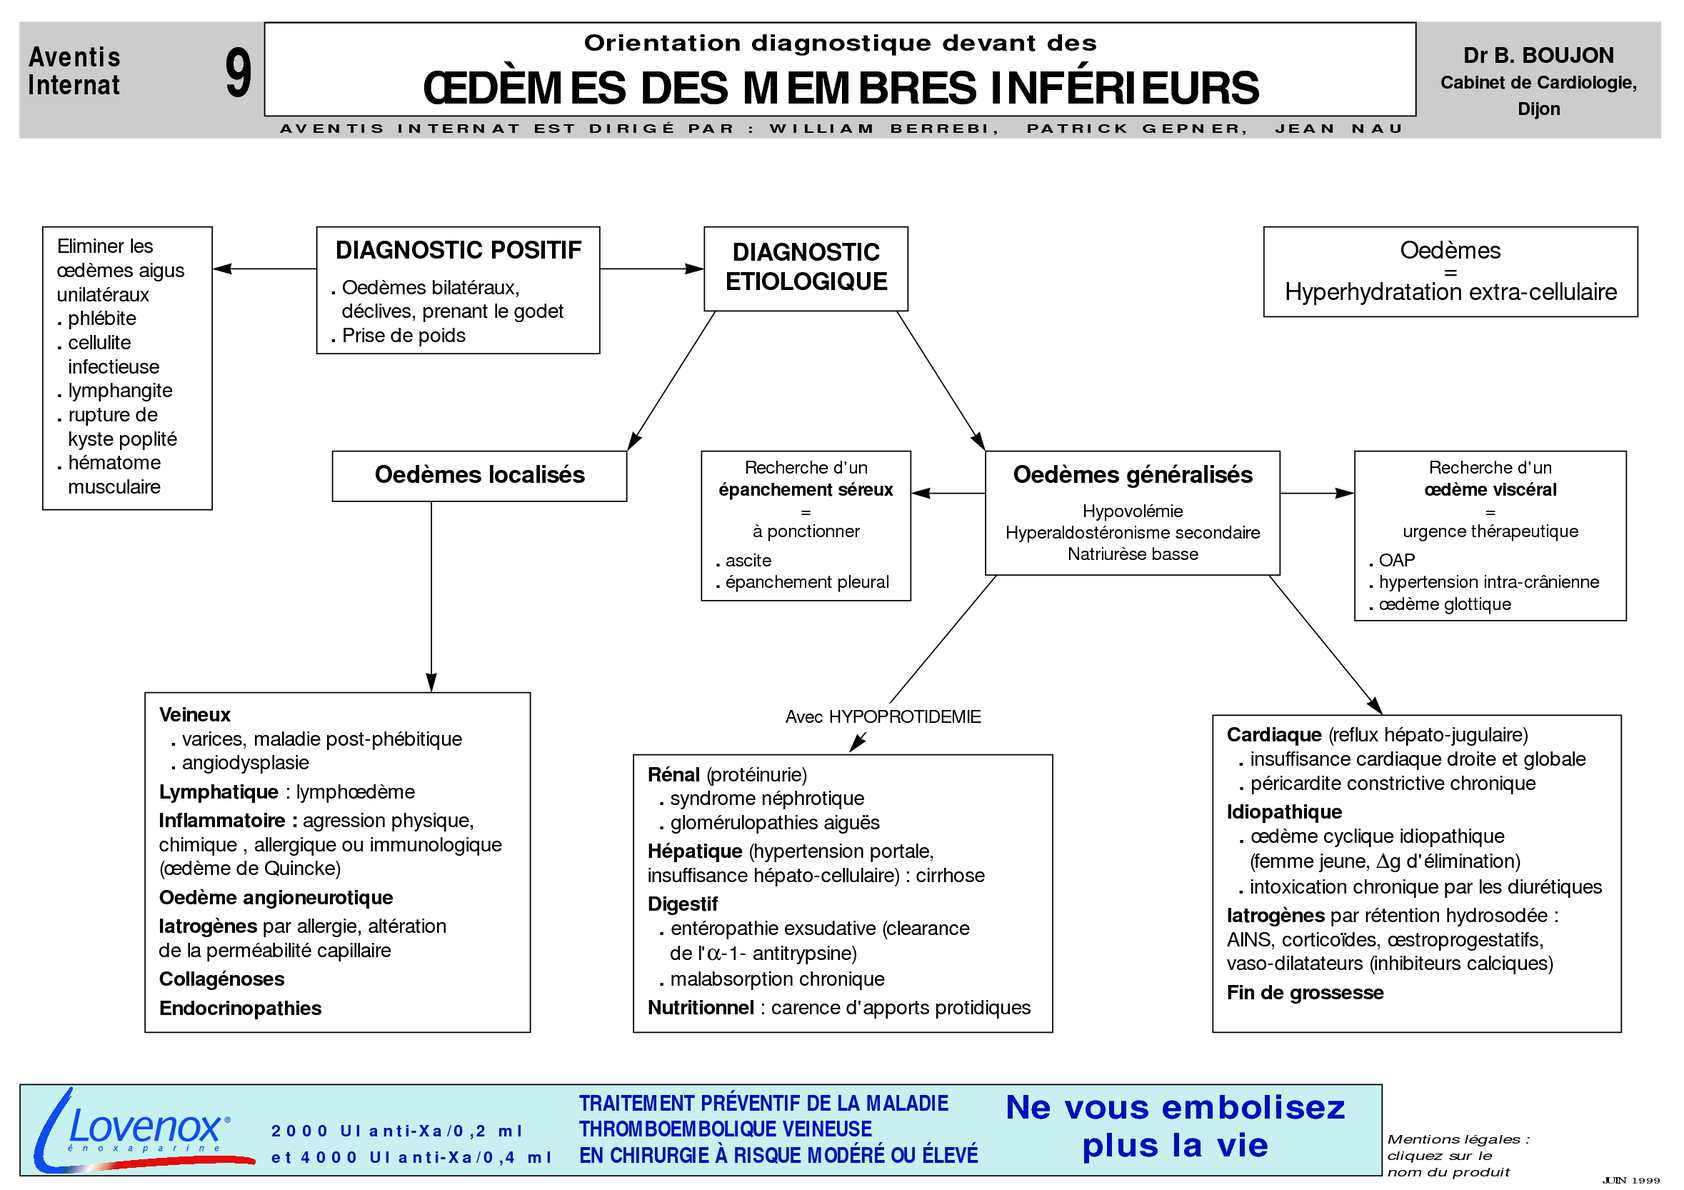 Aventis
Internat
9
Orientation diagnostique devant des
ŒDÈMES DES MEMBRES INFÉRIEURS
Dr B. BOUJON
Cabinet de Cardiologie,
Dijon
AVENTIS INTERNAT EST DIRIGÉ PAR : WILLIAM BERREBI, PATRICK GEPNER, JEAN NAU
Eliminer les
œdèmes aigus
unilatéraux
. phlébite
. cellulite
infectieuse
. lymphangite
. rupture de
kyste poplité
. hématome
musculaire
DIAGNOSTIC POSITIF
. Oedèmes bilatéraux,
déclives, prenant le godet
. Prise de poids
DIAGNOSTIC
ETIOLOGIQUE
Oedèmes
=
Hyperhydratation extra-cellulaire
Oedèmes localisés
Recherche d'un
épanchement séreux
=
à ponctionner
. ascite
. épanchement pleural
Oedèmes généralisés
Hypovolémie
Hyperaldostéronisme secondaire
Natriurèse basse
Recherche d'un
œdème viscéral
=
urgence thérapeutique
. OAP
. hypertension intra-crânienne
. œdème glottique
Veineux
. varices, maladie post-phébitique
. angiodysplasie
Lymphatique : lymphœdème
Inflammatoire : agression physique,
chimique , allergique ou immunologique
(œdème de Quincke)
Oedème angioneurotique
Iatrogènes par allergie, altération
de la perméabilité capillaire
Collagénoses
Endocrinopathies
Avec HYPOPROTIDEMIE
Rénal (protéinurie)
. syndrome néphrotique
. glomérulopathies aiguës
Hépatique (hypertension portale,
insuffisance hépato-cellulaire) : cirrhose
Digestif
. entéropathie exsudative (clearance
de l'α-1- antitrypsine)
. malabsorption chronique
Nutritionnel : carence d'apports protidiques
Cardiaque (reflux hépato-jugulaire)
. insuffisance cardiaque droite et globale
. péricardite constrictive chronique
Idiopathique
. œdème cyclique idiopathique
(femme jeune, Δg d'élimination)
. intoxication chronique par les diurétiques
Iatrogènes par rétention hydrosodée :
AINS, corticoïdes, œstroprogestatifs,
vaso-dilatateurs (inhibiteurs calciques)
Fin de grossesse
Lovenox®
énoxaparine
2000 UI anti-Xa/0,2 ml
et 4000 UI anti-Xa/0,4 ml
TRAITEMENT PRÉVENTIF DE LA MALADIE
THROMBOEMBOLIQUE VEINEUSE
EN CHIRURGIE À RISQUE MODÉRÉ OU ÉLEVÉ
Ne vous embolisez
plus la vie
Mentions légales :
cliquez sur le
nom du produit
JUIN 1999